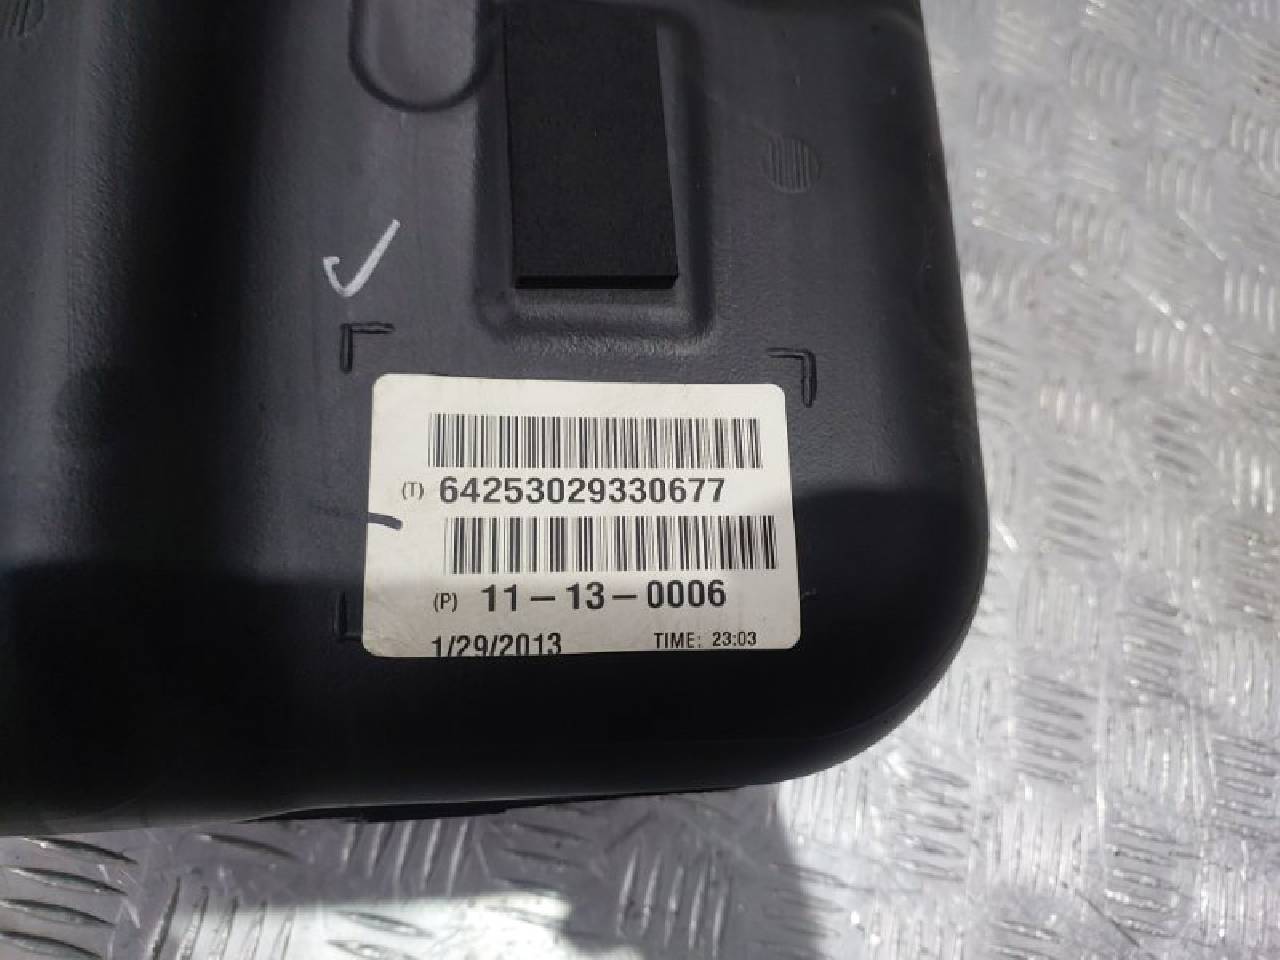 (T) 64253029330677
(P) 11-13-0006
1/29/2013 TIME: 23:03